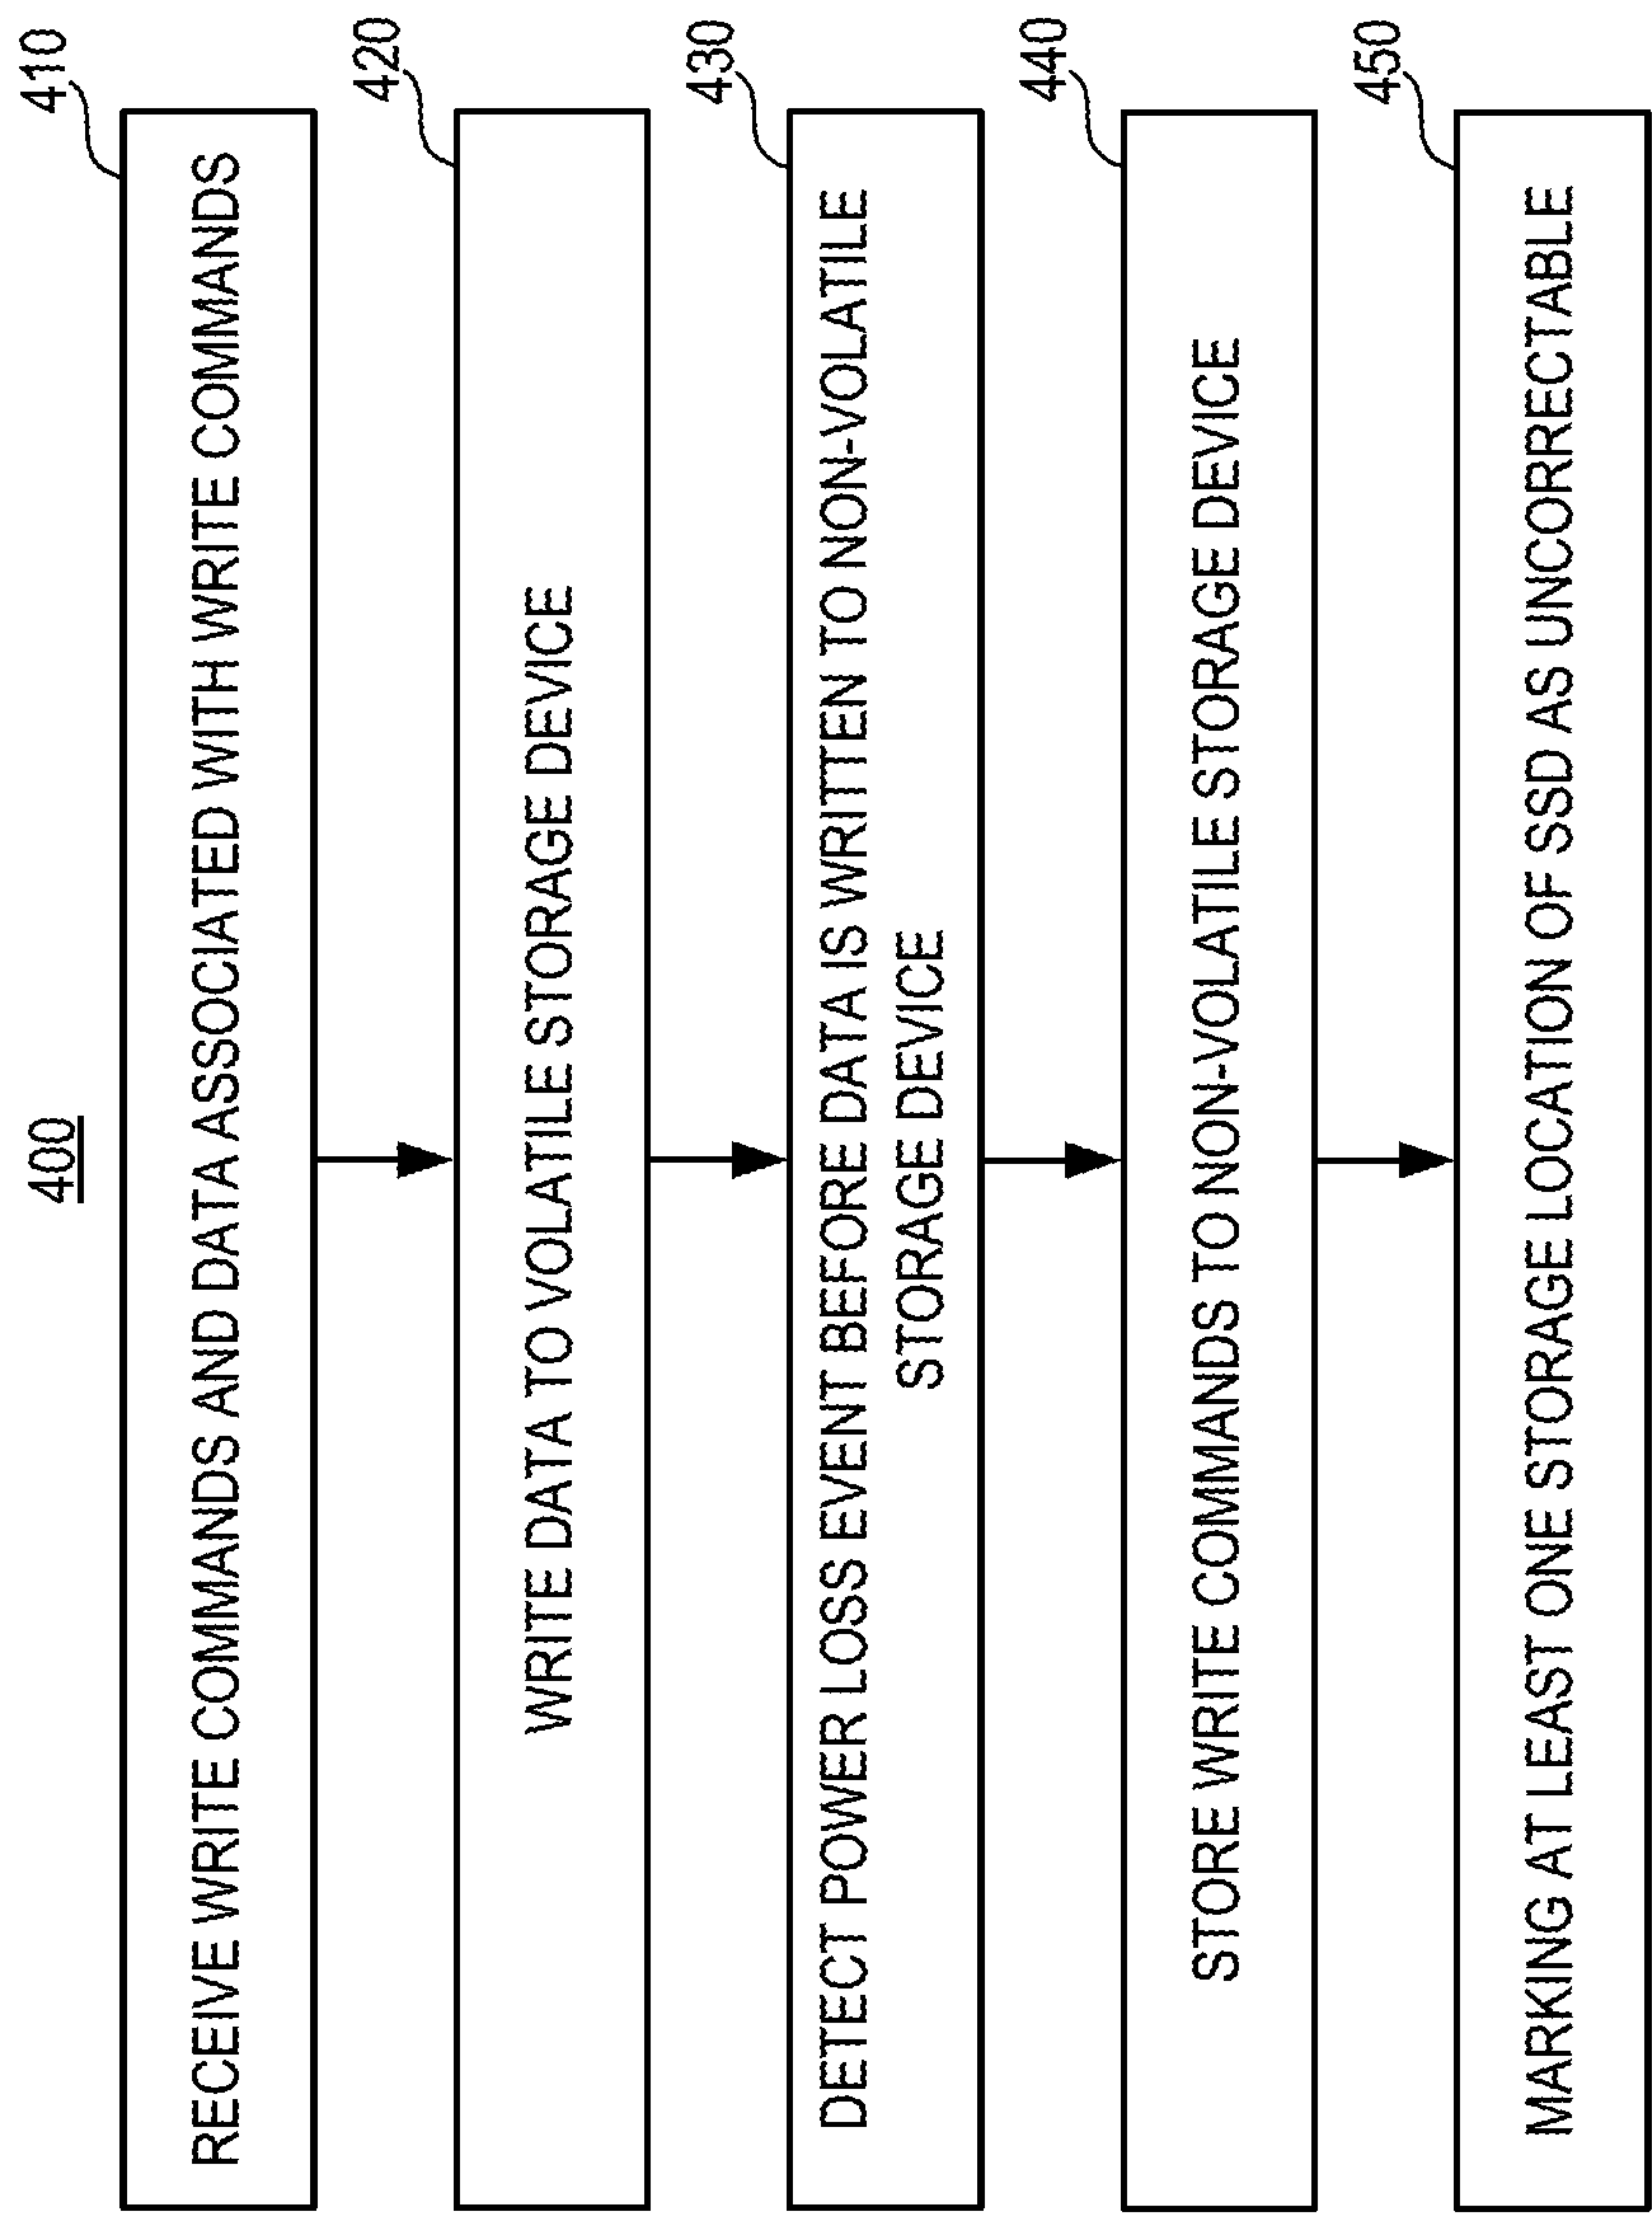 400
410
RECEIVE WRITE COMMANDS AND DATA ASSOCIATED WITH WRITE COMMANDS
420
WRITE DATA TO VOLATILE STORAGE DEVICE
430
DETECT POWER LOSS EVENT BEFORE DATA IS WRITTEN TO NON-VOLATILE
STORAGE DEVICE
440
STORE WRITE COMMANDS TO NON-VOLATILE STORAGE DEVICE
450
MARKING AT LEAST ONE STORAGE LOCATION OF SSD AS UNCORRECTABLE